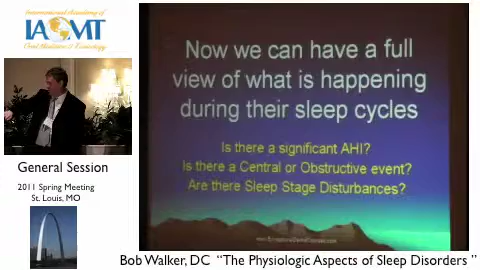 International Academy of
IAOMT
Oral Medicine & Toxicology
General Session
2011 Spring Meeting
St. Louis, MO
Now we can have a full
view of what is happening
during their sleep cycles
Is there a significant AHI?
Is there a Central or Obstructive event?
Are there Sleep Stage Disturbances?
Bob Walker, DC "The Physiologic Aspects of Sleep Disorders "